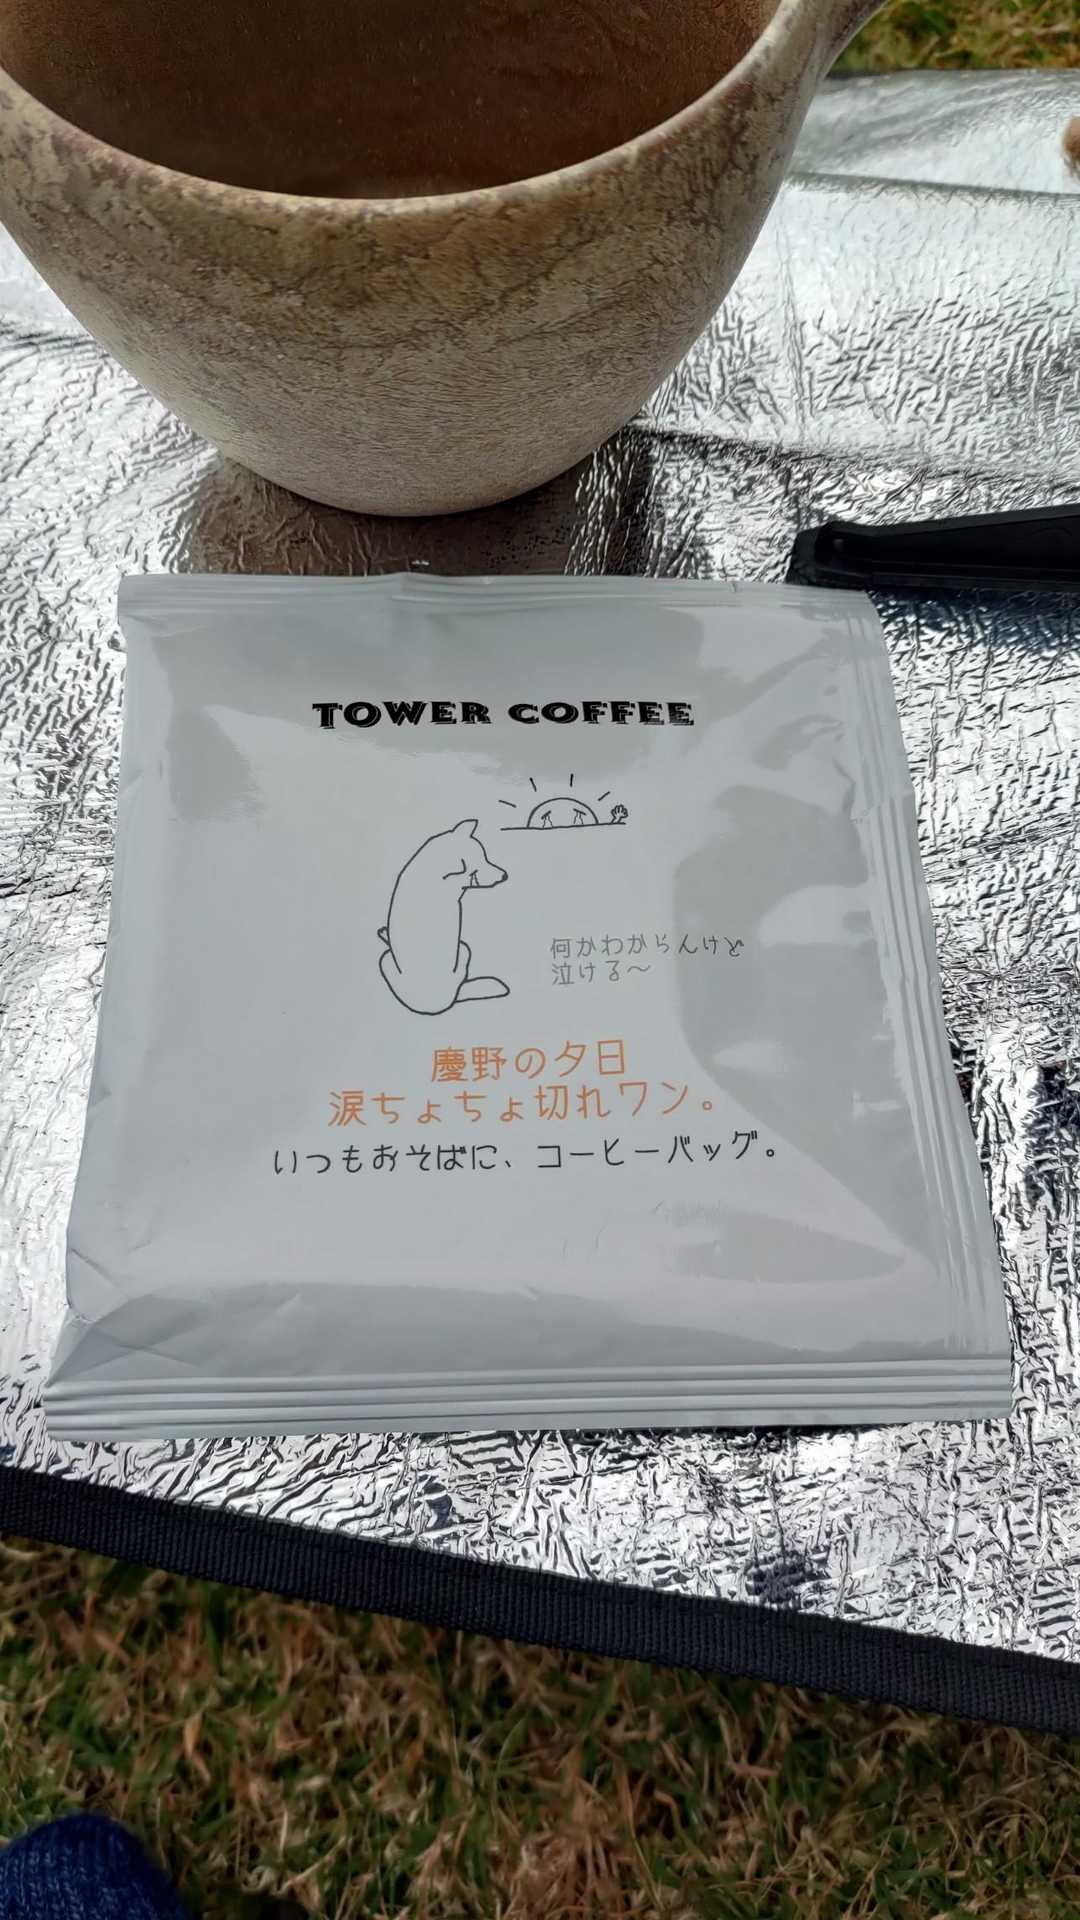 TOWER COFFEE
何かわからんけど
泣ける～
慶野の夕日
涙ちょちょ切れワン。
いつもおそばに、コーヒーバッグ。